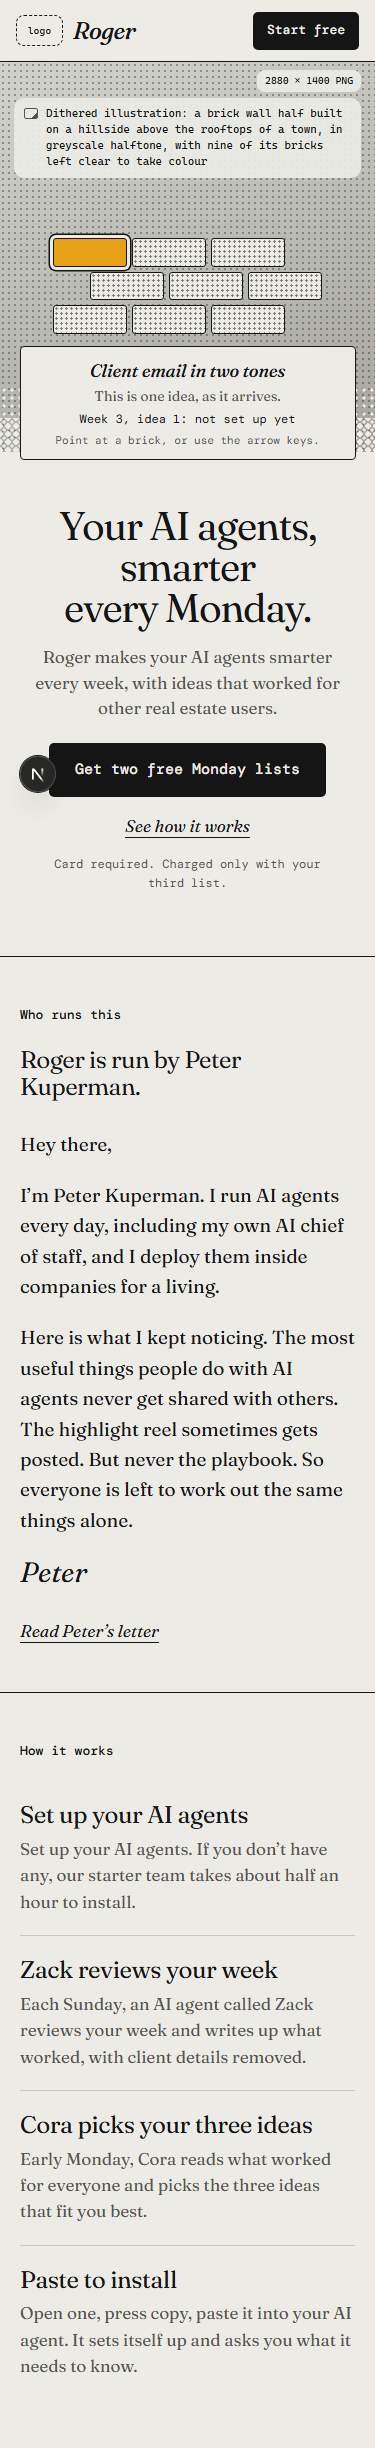 logo
Roger
Start free
2880 × 1400 PNG
Dithered illustration: a brick wall half built
on a hillside above the rooftops of a town, in
greyscale halftone, with nine of its bricks
left clear to take colour
Client email in two tones
This is one idea, as it arrives.
Week 3, idea 1: not set up yet
Point at a brick, or use the arrow keys.
Your AI agents,
smarter
every Monday.
Roger makes your AI agents smarter
every week, with ideas that worked for
other real estate users.
N
Get two free Monday lists
See how it works
Card required. Charged only with your
third list.
Who runs this
Roger is run by Peter
Kuperman.
Hey there,
I’m Peter Kuperman. I run AI agents
every day, including my own AI chief
of staff, and I deploy them inside
companies for a living.
Here is what I kept noticing. The most
useful things people do with AI
agents never get shared with others.
The highlight reel sometimes gets
posted. But never the playbook. So
everyone is left to work out the same
things alone.
Peter
Read Peter’s letter
How it works
Set up your AI agents
Set up your AI agents. If you don’t have
any, our starter team takes about half an
hour to install.
Zack reviews your week
Each Sunday, an AI agent called Zack
reviews your week and writes up what
worked, with client details removed.
Cora picks your three ideas
Early Monday, Cora reads what worked
for everyone and picks the three ideas
that fit you best.
Paste to install
Open one, press copy, paste it into your AI
agent. It sets itself up and asks you what it
needs to know.